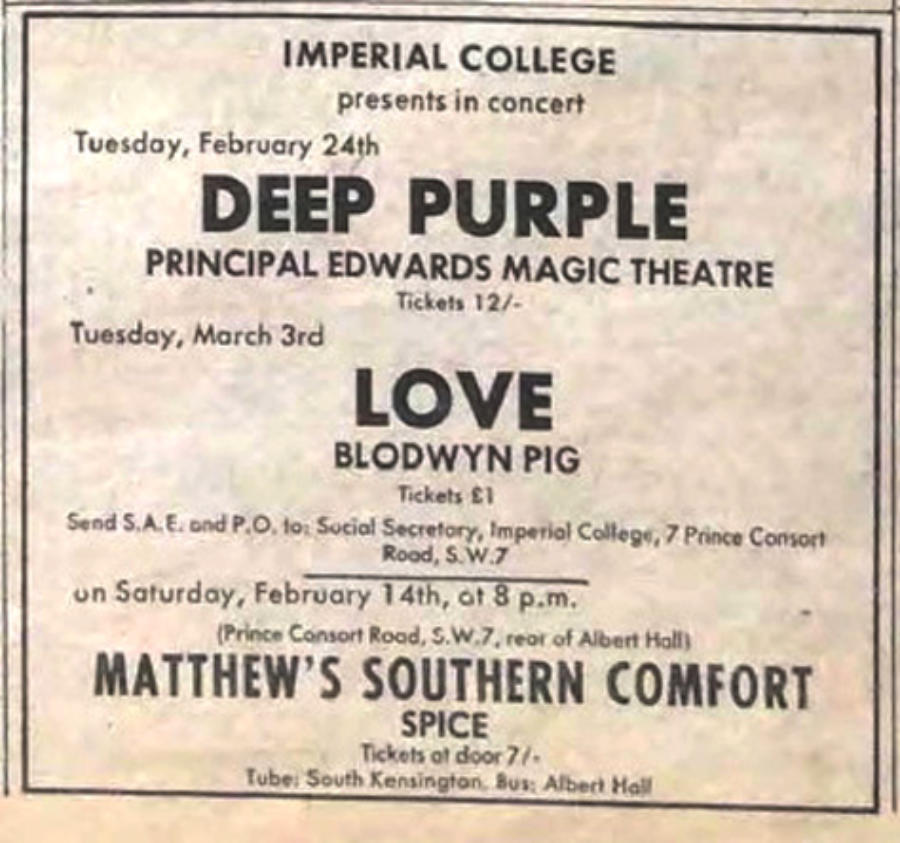 IMPERIAL COLLEGE
presents in concert
Tuesday, February 24th
DEEP PURPLE
PRINCIPAL EDWARDS MAGIC THEATRE
Tickets 12/-
Tuesday, March 3rd
LOVE
BLODWYN PIG
Tickets £1
Send S.A.E. and P.O. to: Social Secretary, Imperial College, 7 Prince Consort
Road, S.W.7
on Saturday, February 14th, at 8 p.m.
(Prince Consort Road, S.W.7, rear of Albert Hall)
MATTHEW'S SOUTHERN COMFORT
SPICE
Tickets at door 7/-
Tube: South Kensington. Bus: Albert Hall